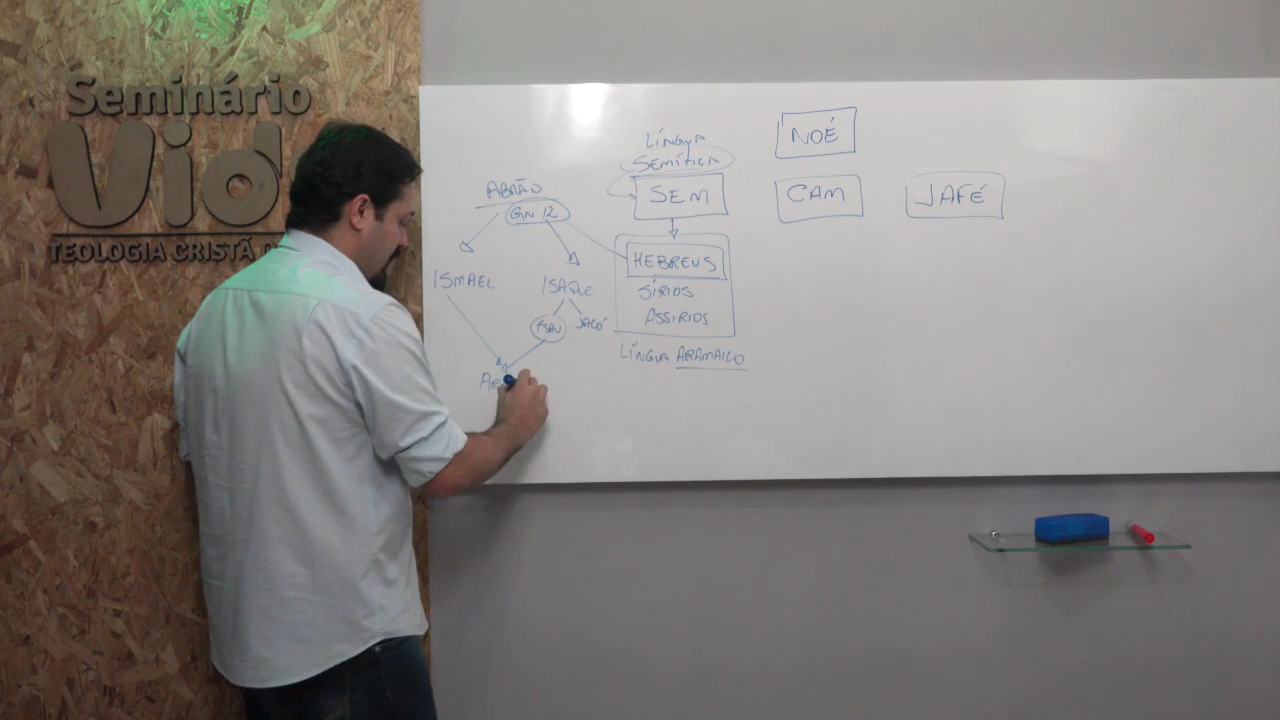 Seminário
Vid
TEOLOGIA CRISTÃ
NOÉ
LÍNGUA
SEMÍTICA
SEM
CAM
JAFÉ
ABRÃO
GN 12
HEBREUS
SÍRIOS
ASSIRIOS
LÍNGUA ARAMAICO
ISMAEL
ISAQUE
ESAU
JACÓ